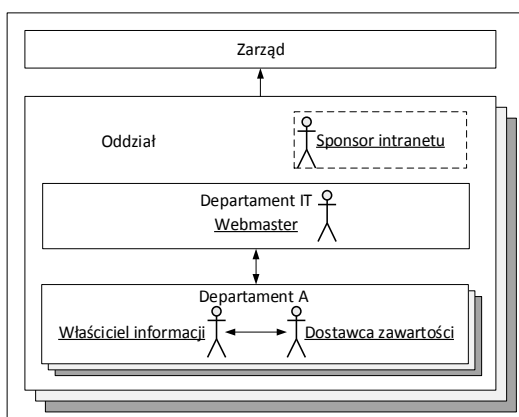 Zarząd
Oddział
Sponsor intranetu
Departament IT
Webmaster
Departament A
Właściciel informacji
Dostawca zawartości